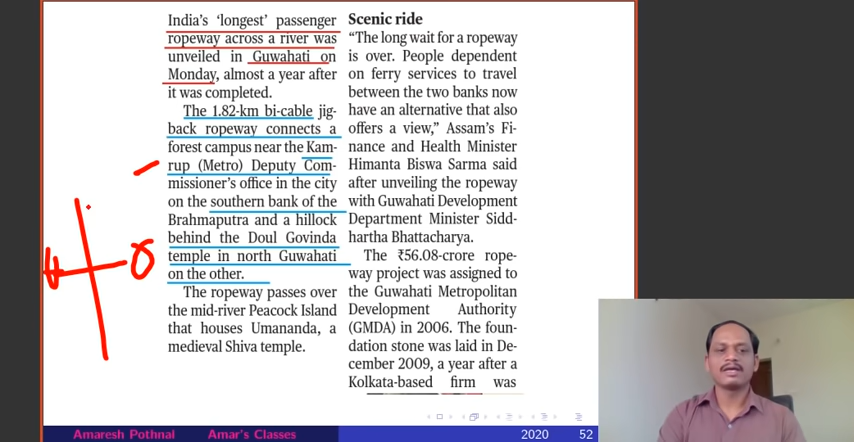 India's 'longest' passenger
ropeway across a river was
unveiled in Guwahati on
Monday, almost a year after
it was completed.
The 1.82-km bi-cable jig-
back ropeway connects a
forest campus near the Kam-
rup (Metro) Deputy Com-
missioner's office in the city
on the southern bank of the
Brahmaputra and a hillock
behind the Doul Govinda
temple in north Guwahati
on the other.
The ropeway passes over
the mid-river Peacock Island
that houses Umananda, a
medieval Shiva temple.
Scenic ride
“The long wait for a ropeway
is over. People dependent
on ferry services to travel
between the two banks now
have an alternative that also
offers a view,” Assam's Fi-
nance and Health Minister
Himanta Biswa Sarma said
after unveiling the ropeway
with Guwahati Development
Department Minister Sidd-
hartha Bhattacharya.
The ₹56.08-crore rope-
way project was assigned to
the Guwahati Metropolitan
Development Authority
(GMDA) in 2006. The foun-
dation stone was laid in De-
cember 2009, a year after a
Kolkata-based firm was
Amaresh Pothnal Amar's Classes 2020 52